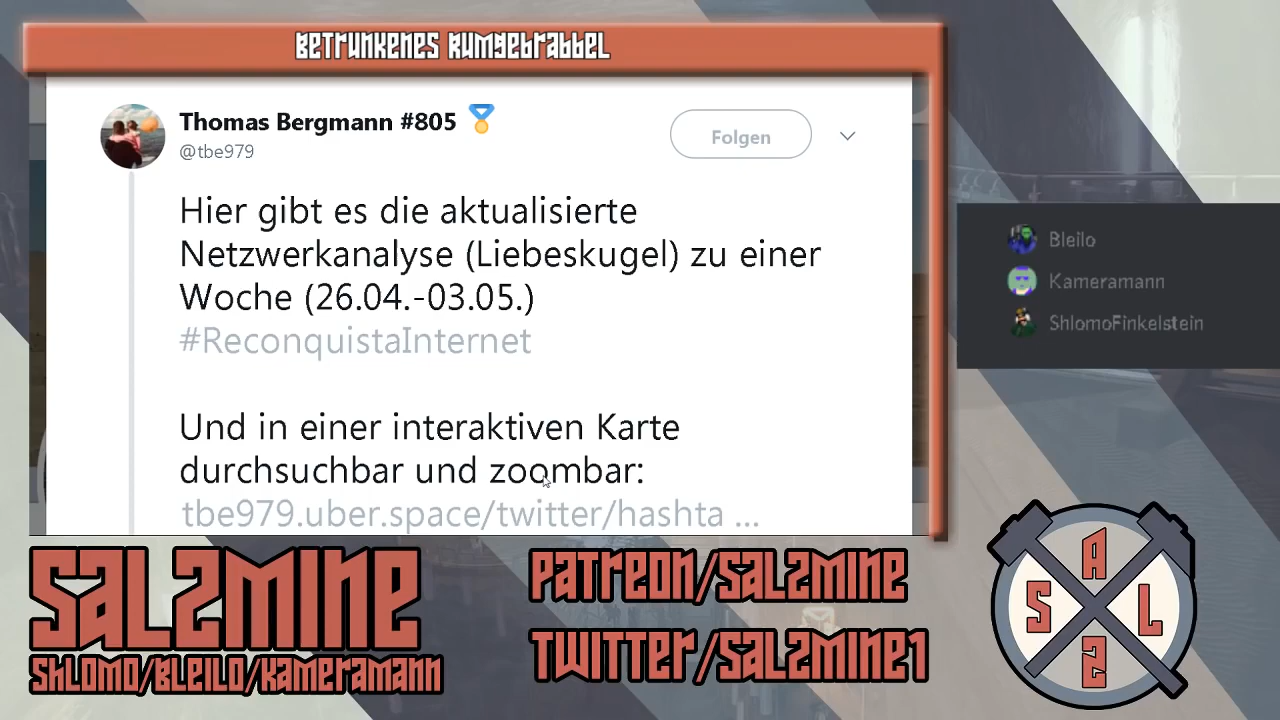 BETRUNKENES RUMGEBRABBEL
Thomas Bergmann #805
@tbe979
Folgen
Hier gibt es die aktualisierte
Netzwerkanalyse (Liebeskugel) zu einer
Woche (26.04.-03.05.)
#ReconquistaInternet
Und in einer interaktiven Karte
durchsuchbar und zoombar:
tbe979.uber.space/twitter/hashta ...
Bleilo
Kameramann
ShlomoFinkelstein
SALZMINE
SHLOMO/BLEILO/KAMERAMANN
PATREON/SALZMINE
TWITTER/SALZMINE1
A
S L
Z